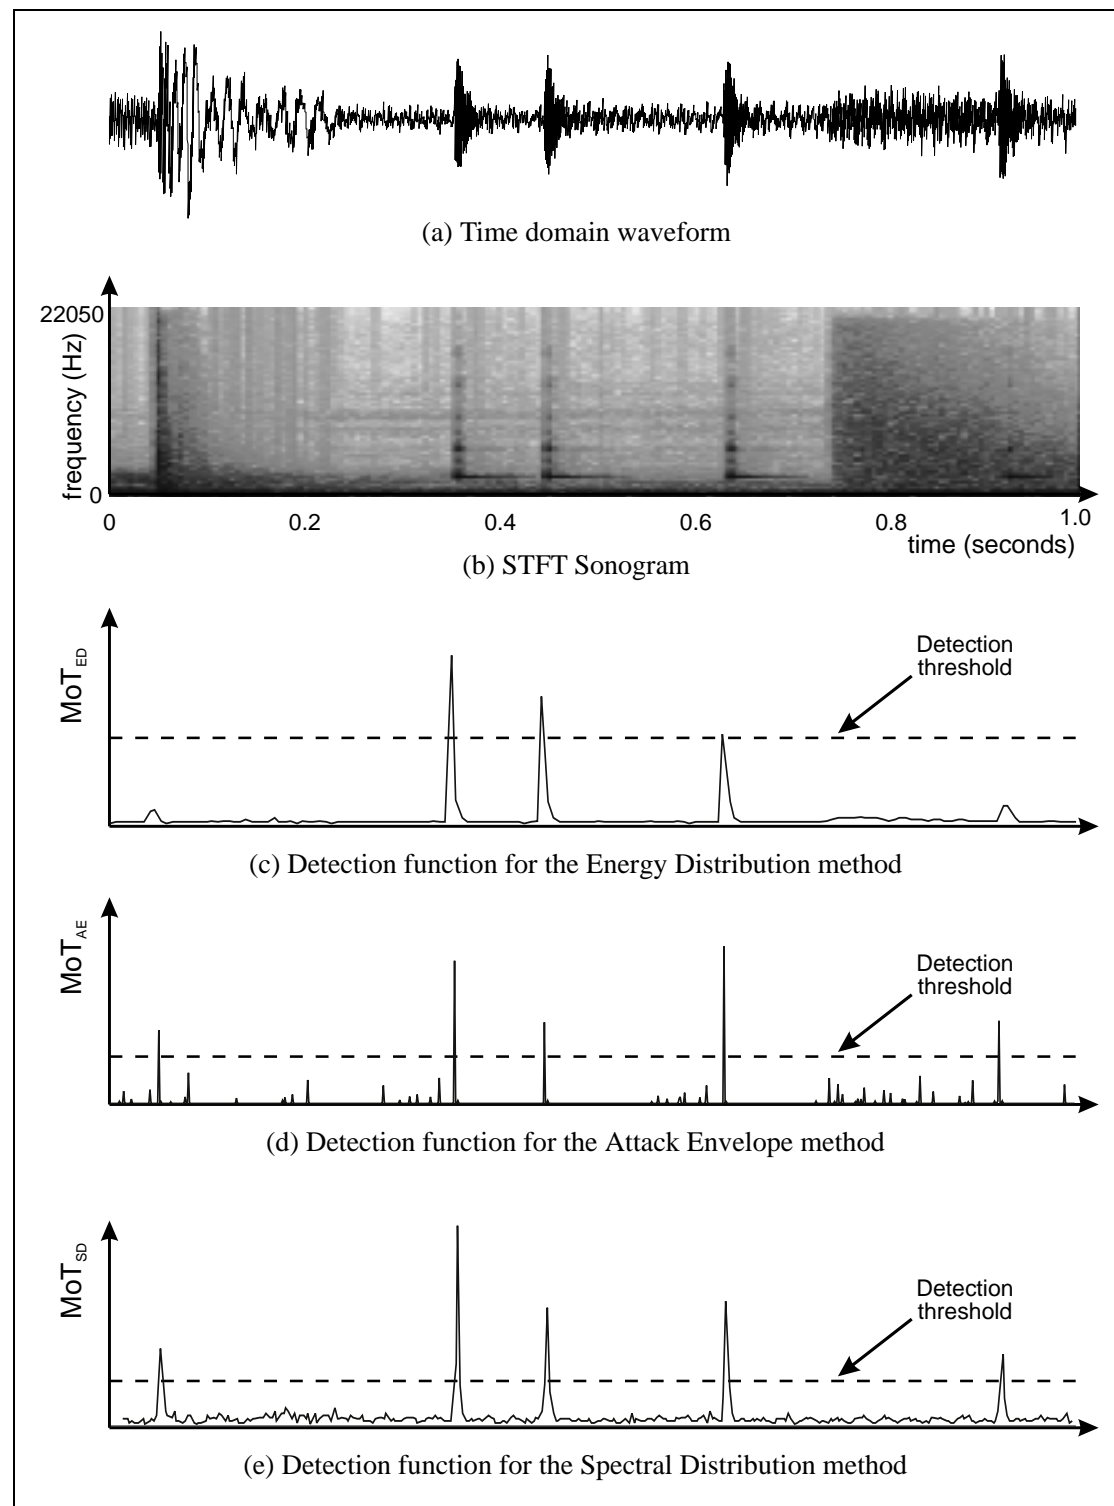 (a) Time domain waveform
22050
frequency (Hz)
0
0 0.2 0.4 0.6 0.8 1.0
time (seconds)
(b) STFT Sonogram
MoT_ED
Detection
threshold
(c) Detection function for the Energy Distribution method
MoT_AE
Detection
threshold
(d) Detection function for the Attack Envelope method
MoT_SD
Detection
threshold
(e) Detection function for the Spectral Distribution method